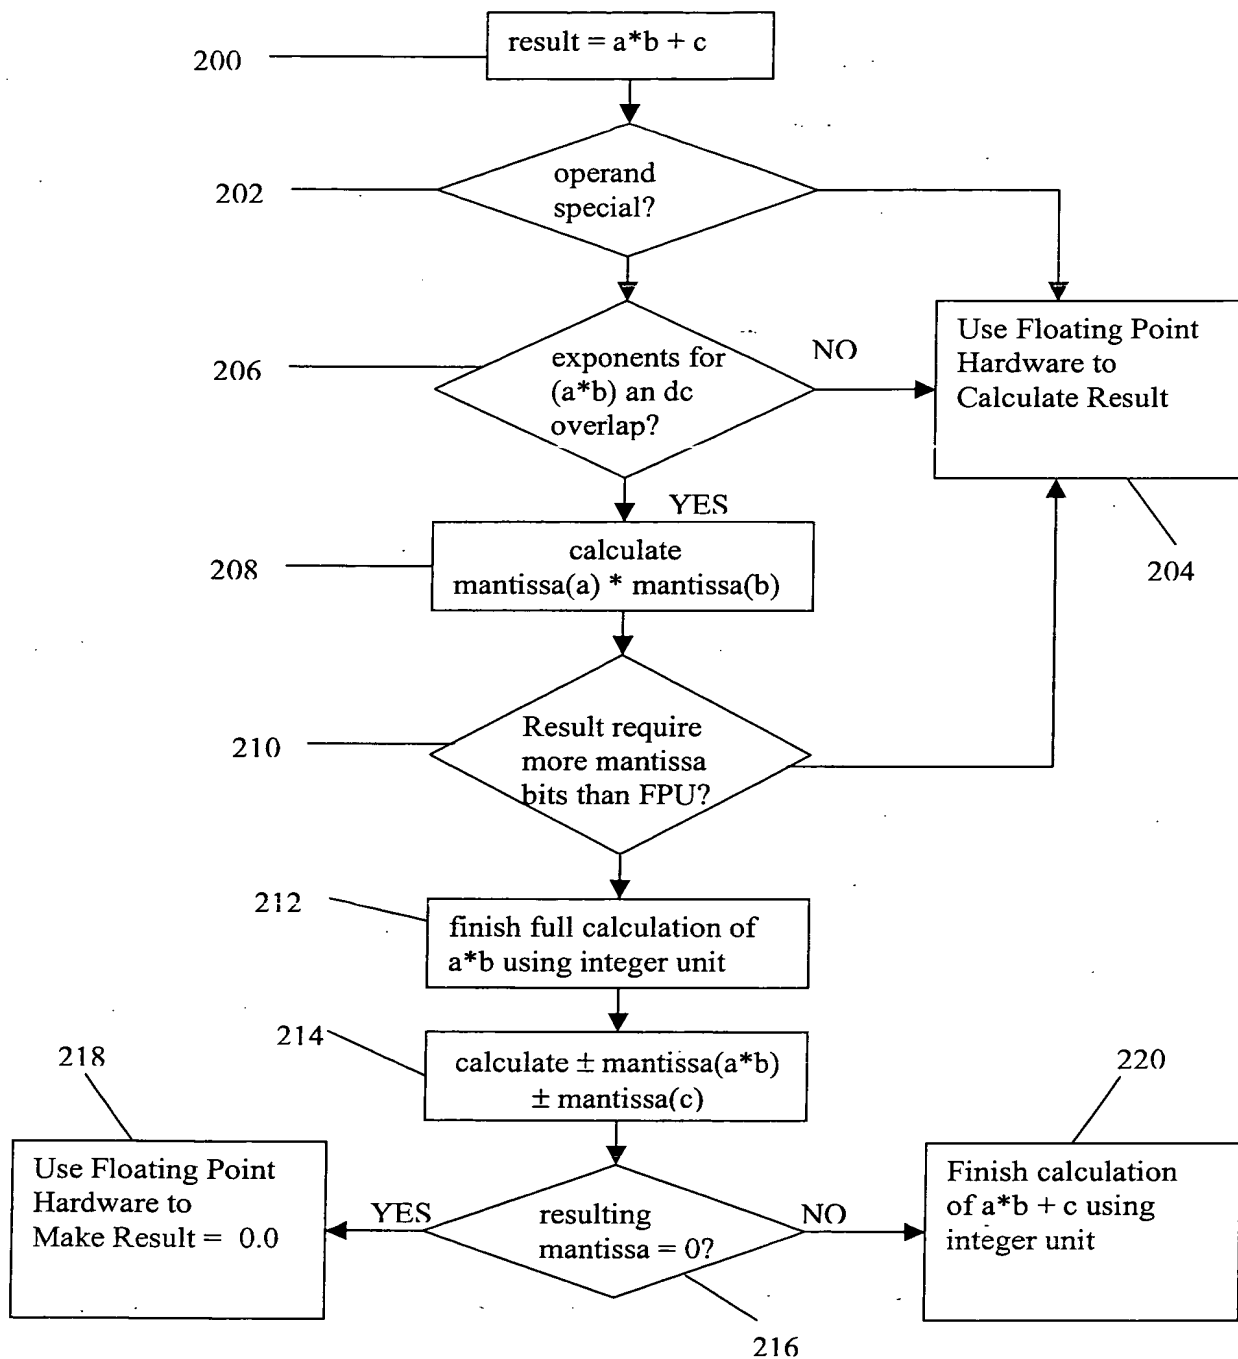 result = a*b + c
200
operand
special?
202
exponents for
(a*b) an dc
overlap?
NO
206
Use Floating Point
Hardware to
Calculate Result
YES
calculate
mantissa(a) * mantissa(b)
208
204
Result require
more mantissa
bits than FPU?
210
212
finish full calculation of
a*b using integer unit
214
calculate ± mantissa(a*b)
± mantissa(c)
218
220
Use Floating Point
Hardware to
Make Result = 0.0
YES
resulting
mantissa = 0?
NO
Finish calculation
of a*b + c using
integer unit
216